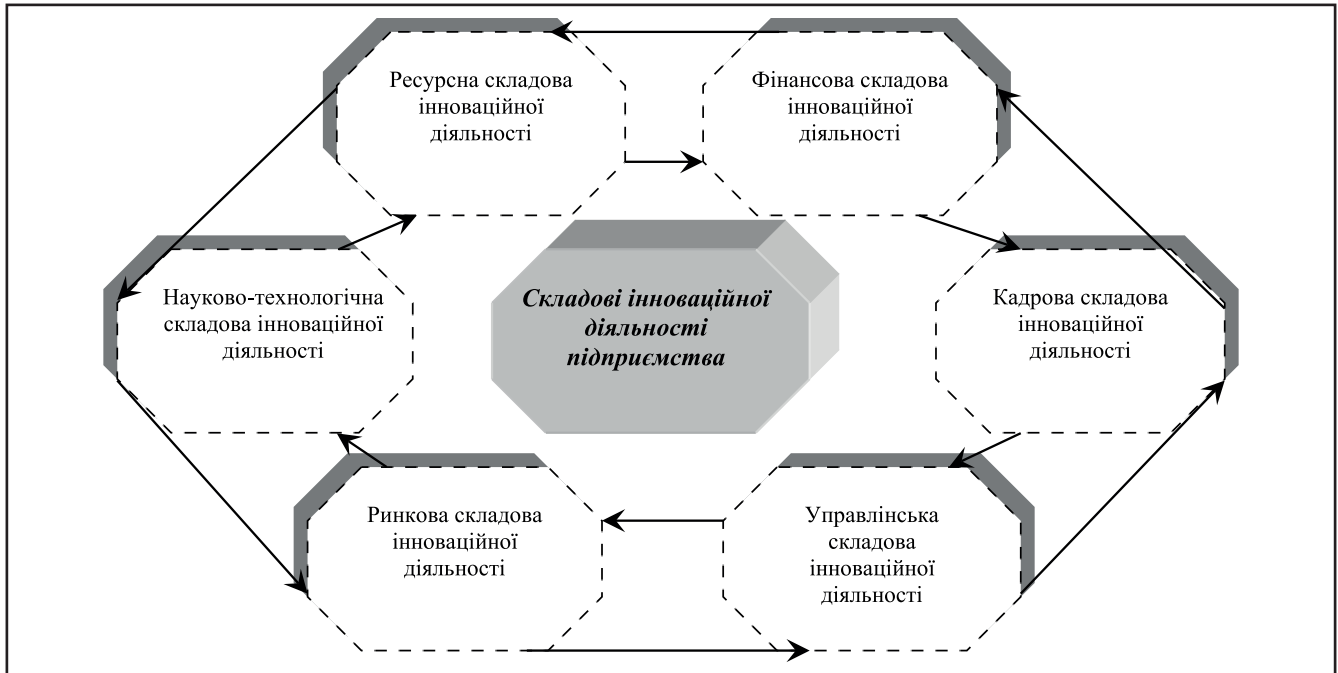 Ресурсна складова
інноваційної
діяльності
Фінансова складова
інноваційної
діяльності
Науково-технологічна
складова інноваційної
діяльності
Складові інноваційної
діяльності
підприємства
Кадрова складова
інноваційної
діяльності
Ринкова складова
інноваційної
діяльності
Управлінська
складова
інноваційної
діяльності